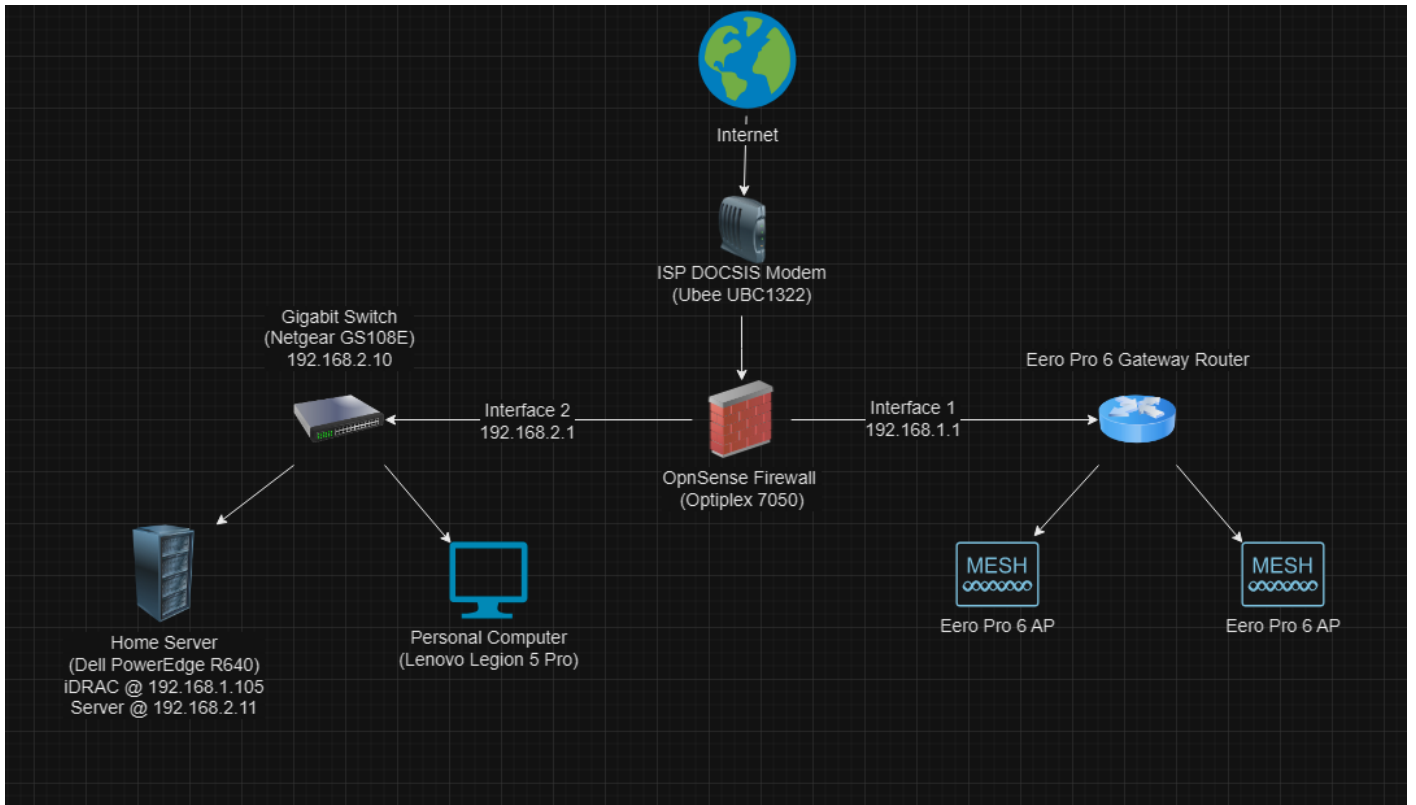 Internet
ISP DOCSIS Modem
(Ubee UBC1322)
Gigabit Switch
(Netgear GS108E)
192.168.2.10
Eero Pro 6 Gateway Router
Interface 2
192.168.2.1
Interface 1
192.168.1.1
OpnSense Firewall
(Optiplex 7050)
MESH
MESH
Eero Pro 6 AP
Eero Pro 6 AP
Home Server
(Dell PowerEdge R640)
iDRAC @ 192.168.1.105
Server @ 192.168.2.11
Personal Computer
(Lenovo Legion 5 Pro)